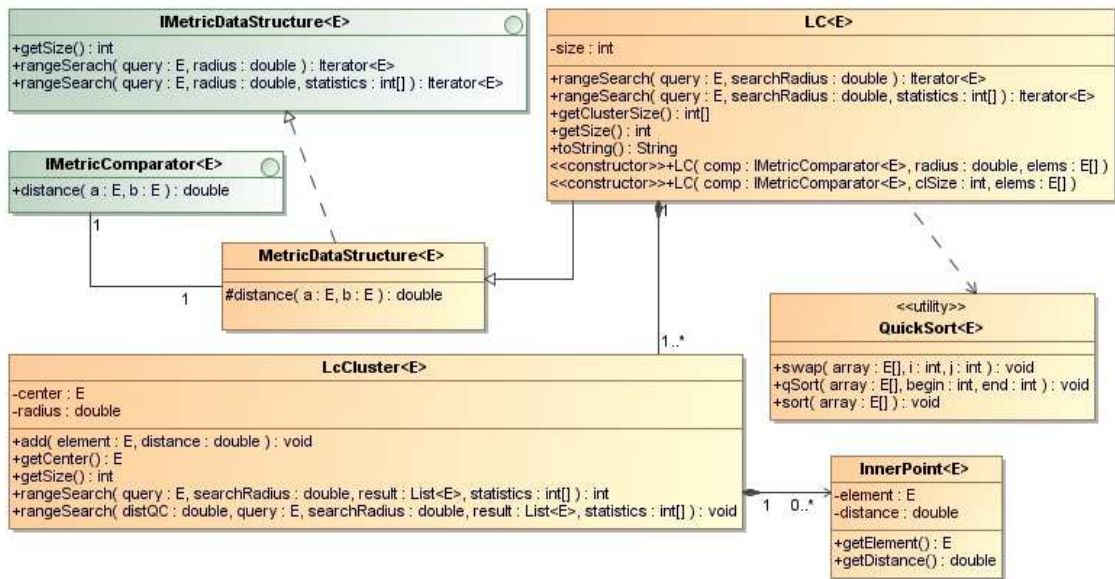 IMetricDataStructure<E>
+getSize() : int
+rangeSerach( query : E, radius : double ) : Iterator<E>
+rangeSearch( query : E, radius : double, statistics : int[] ) : Iterator<E>
IMetricComparator<E>
+distance( a : E, b : E ) : double
1
1
MetricDataStructure<E>
#distance( a : E, b : E ) : double
LC<E>
-size : int
+rangeSearch( query : E, searchRadius : double ) : Iterator<E>
+rangeSearch( query : E, searchRadius : double, statistics : int[] ) : Iterator<E>
+getClusterSize() : int[]
+getSize() : int
+toString() : String
<<constructor>>+LC( comp : IMetricComparator<E>, radius : double, elems : E[] )
<<constructor>>+LC( comp : IMetricComparator<E>, clSize : int, elems : E[] )
1
1..*
<<utility>>
QuickSort<E>
+swap( array : E[], i : int, j : int ) : void
+qSort( array : E[], begin : int, end : int ) : void
+sort( array : E[] ) : void
LcCluster<E>
-center : E
-radius : double
+add( element : E, distance : double ) : void
+getCenter() : E
+getSize() : int
+rangeSearch( query : E, searchRadius : double, result : List<E>, statistics : int[] ) : int
+rangeSearch( distQC : double, query : E, searchRadius : double, result : List<E>, statistics : int[] ) : void
1 0..*
InnerPoint<E>
-element : E
-distance : double
+getElement() : E
+getDistance() : double